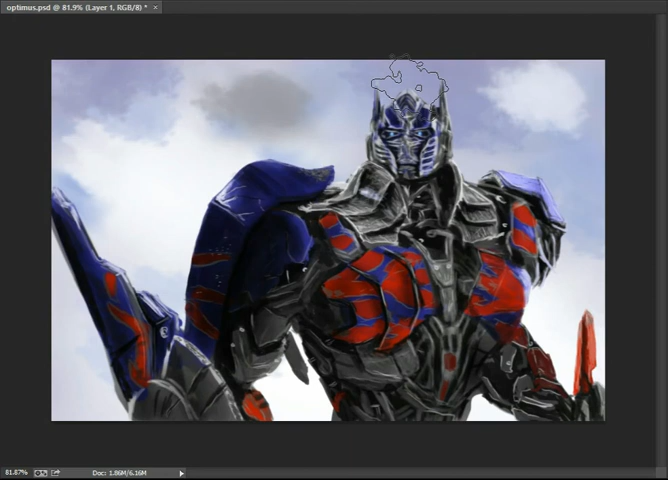 optimus.psd @ 81.9% (Layer 1, RGB/8) * ×
81.87% Doc: 1.86M/6.16M